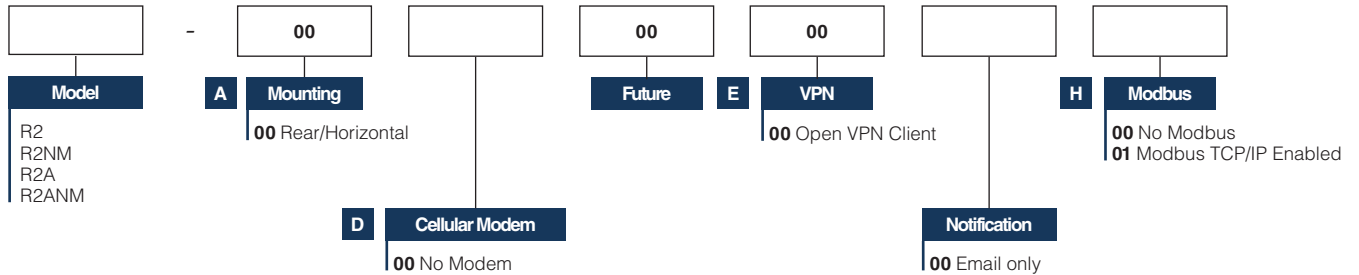 - 00 00 00
Model A Mounting Future E VPN H Modbus
R2
R2NM
R2A
R2ANM
00 Rear/Horizontal
00 Open VPN Client
00 No Modbus
01 Modbus TCP/IP Enabled
D Cellular Modem
00 No Modem
Notification
00 Email only